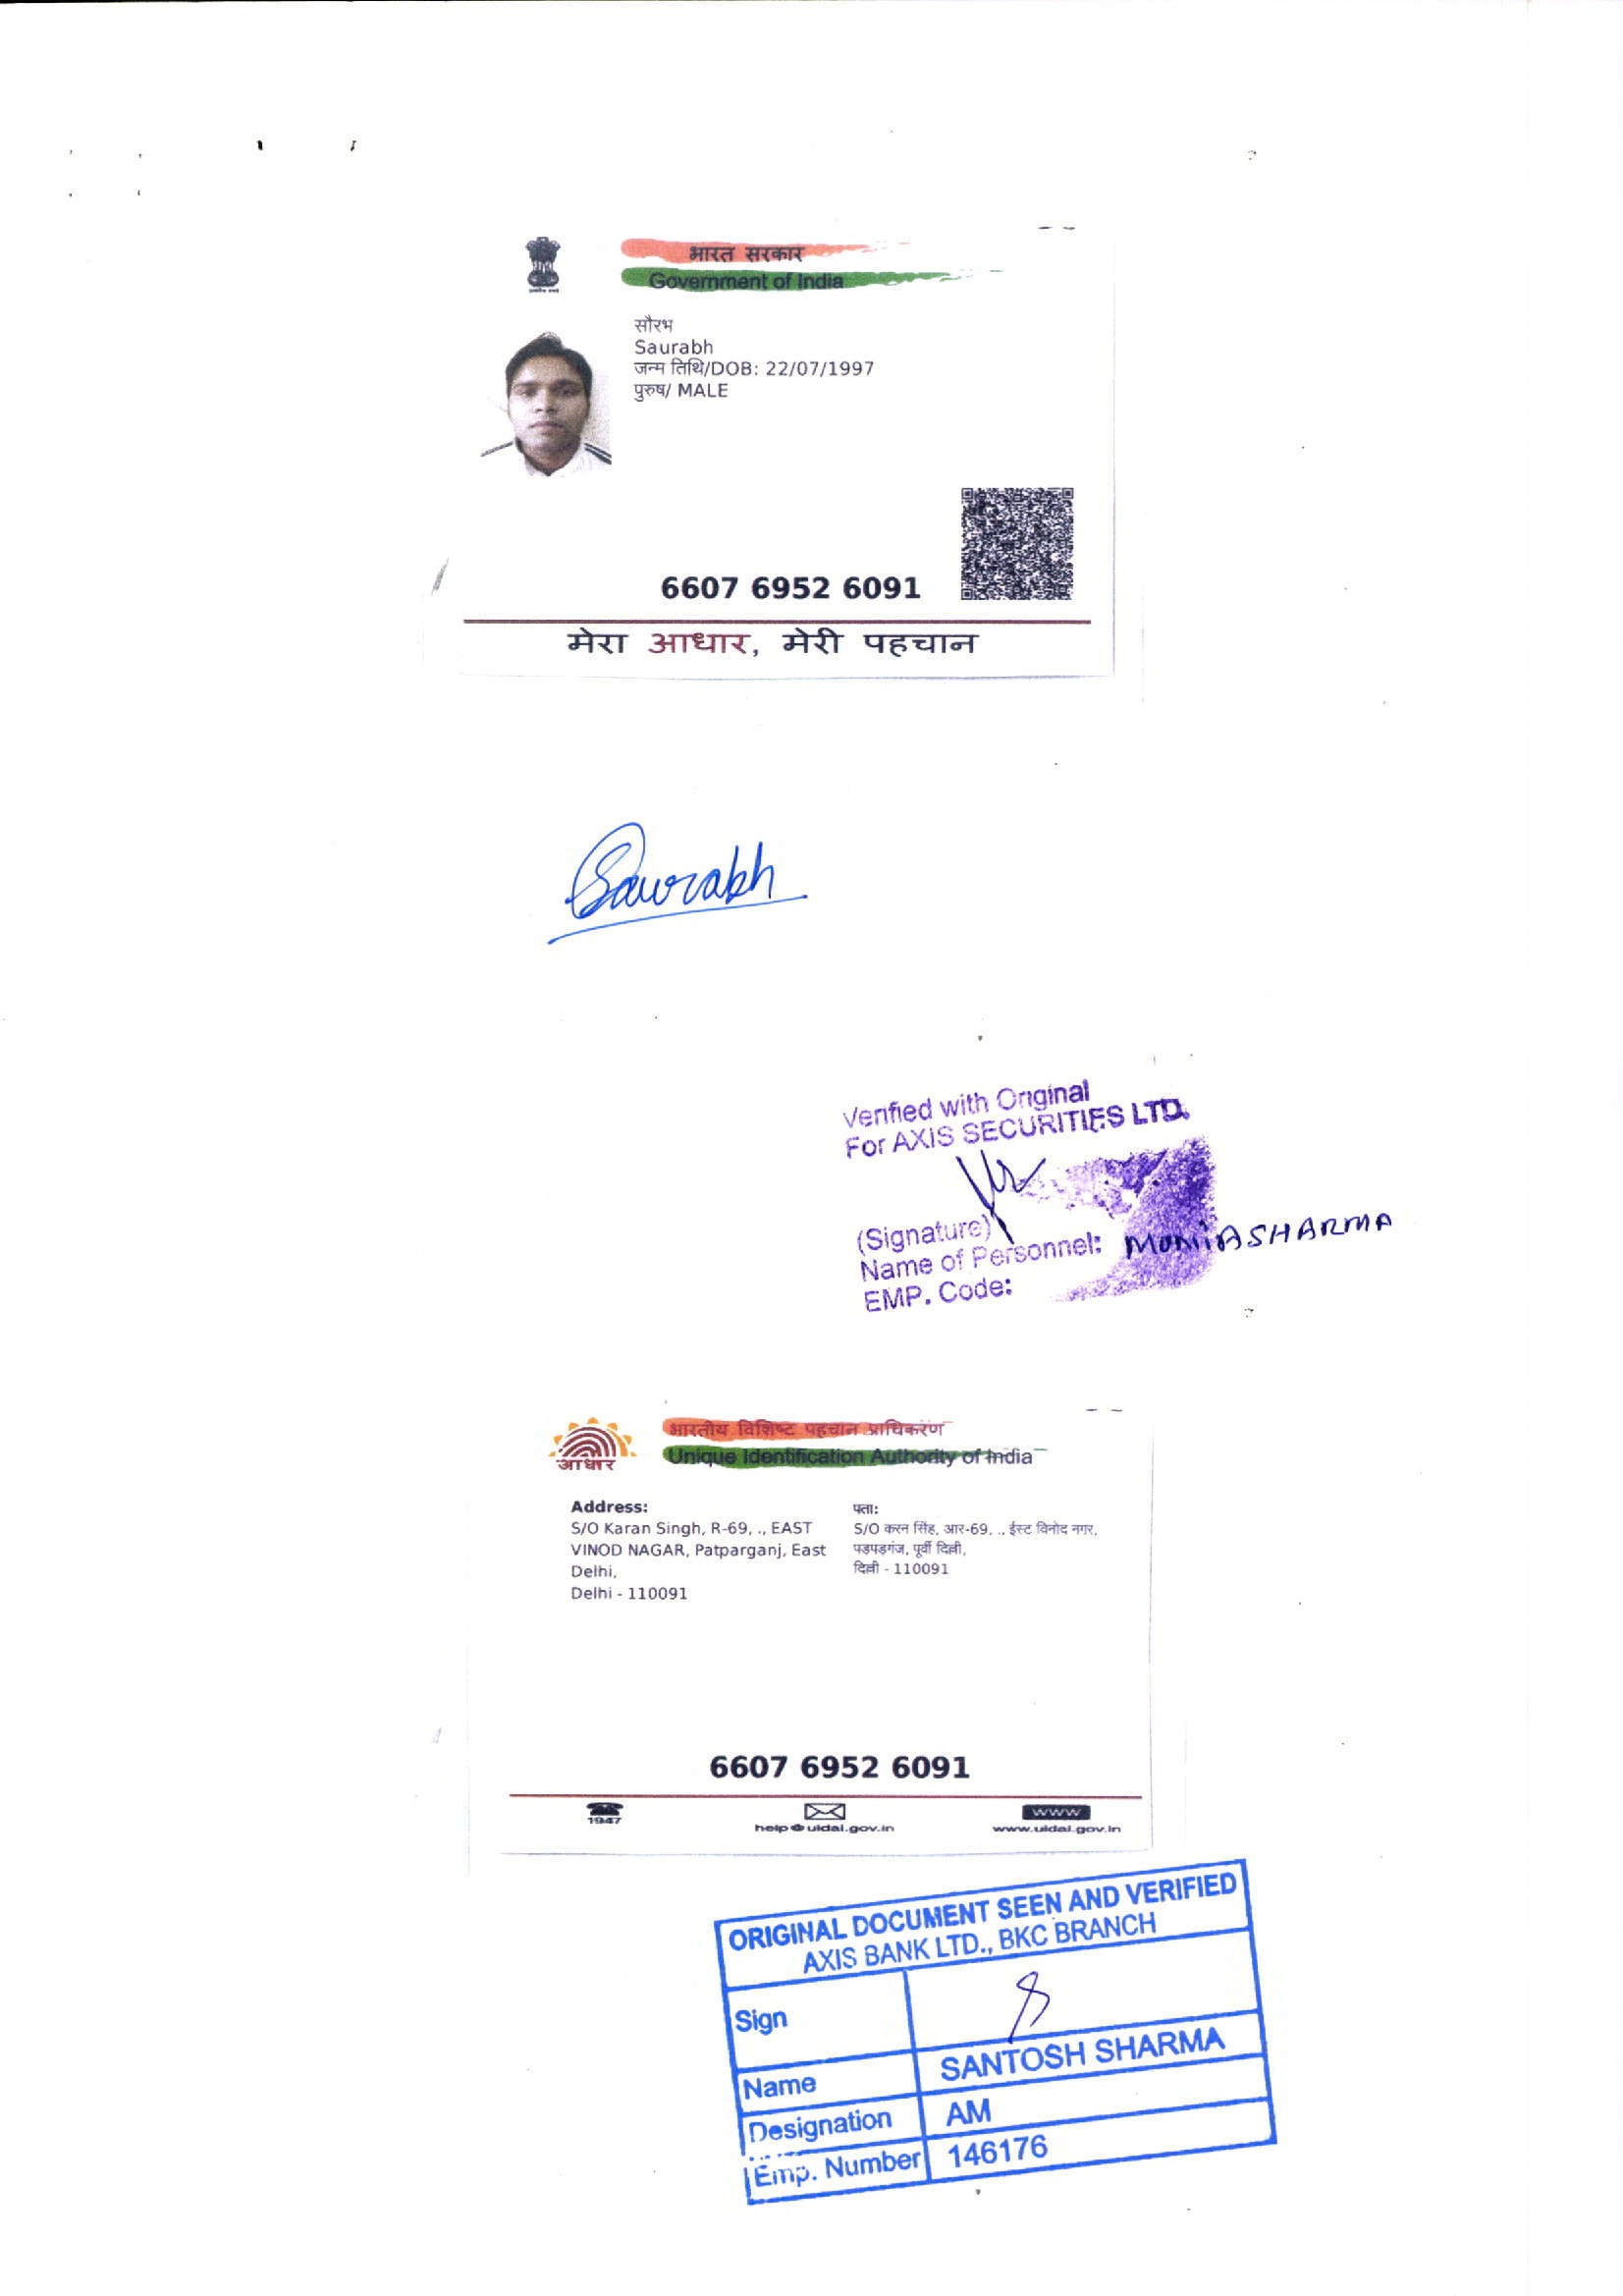 भारत सरकार
Government of India
सौरभ
Saurabh
जन्म तिथि/DOB: 22/07/1997
पुरुष/ MALE
6607 6952 6091
मेरा आधार, मेरी पहचान
Saurabh
Verified with Original
For AXIS SECURITIES LTD.
(Signature)
Name of Personnel: SHARMA
EMP. Code:
भारतीय विशिष्ट पहचान प्राधिकरण
Unique Identification Authority of India
आधार
Address:
S/O Karan Singh, R-69, ., EAST
VINOD NAGAR, Patparganj, East
Delhi,
Delhi - 110091
पता:
S/O करन सिंह, आर-69, ., ईस्ट विनोद नगर,
पडपडगंज, पूर्वी दिल्ली,
दिल्ली - 110091
6607 6952 6091
1947
help@uidai.gov.in
www
www.uidai.gov.in
ORIGINAL DOCUMENT SEEN AND VERIFIED
AXIS BANK LTD., BKC BRANCH
Sign
Name SANTOSH SHARMA
Designation AM
Emp. Number 146176